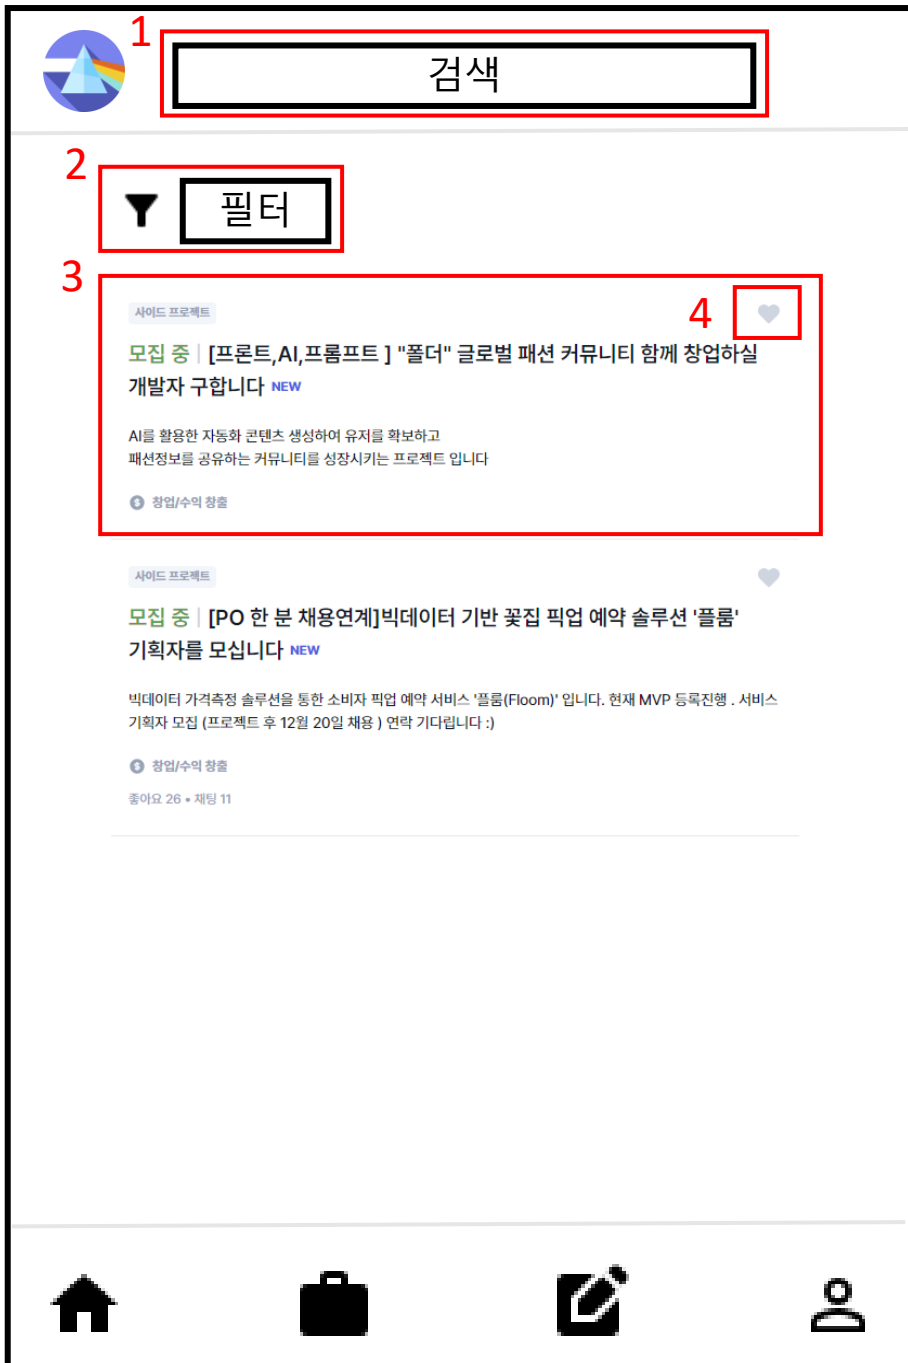 1
검색
2
필터
3
사이드 프로젝트
4
모집 중 | [프론트,AI,프롬프트 ] "폴더" 글로벌 패션 커뮤니티 함께 창업하실
개발자 구합니다 NEW
AI를 활용한 자동화 콘텐츠 생성하여 유저를 확보하고
패션정보를 공유하는 커뮤니티를 성장시키는 프로젝트 입니다
창업/수익 창출
사이드 프로젝트
모집 중 | [PO 한 분 채용연계]빅데이터 기반 꽃집 픽업 예약 솔루션 '플룸'
기획자를 모십니다 NEW
빅데이터 가격측정 솔루션을 통한 소비자 픽업 예약 서비스 '플룸(Floom)' 입니다. 현재 MVP 등록진행 . 서비스
기획자 모집 (프로젝트 후 12월 20일 채용 ) 연락 기다립니다 :)
창업/수익 창출
좋아요 26 • 채팅 11